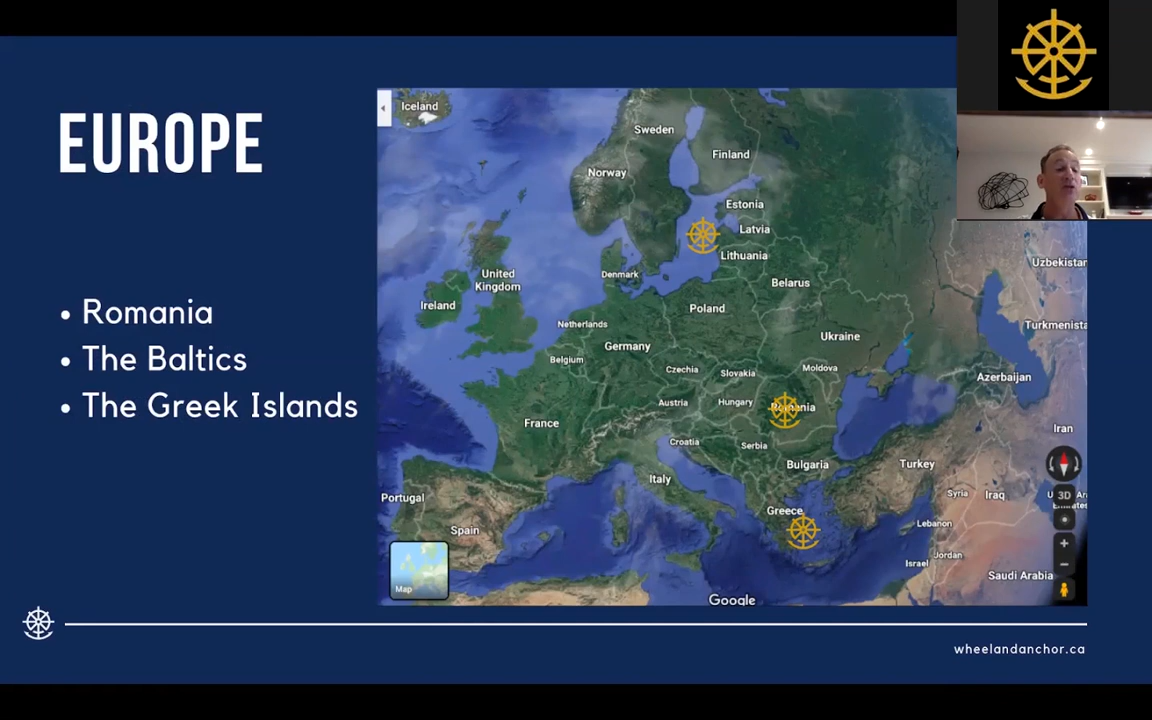 EUROPE
• Romania
• The Baltics
• The Greek Islands
Iceland
Sweden
Finland
Norway
Estonia
Latvia
Lithuania
Denmark
United
Kingdom
Ireland
Belarus
Poland
Netherlands
Germany
Belgium
Ukraine
Czechia
Slovakia
Moldova
Austria
Hungary
Romania
France
Croatia
Serbia
Bulgaria
Italy
Portugal
Spain
Greece
Turkey
Syria
Iraq
Lebanon
Israel
Jordan
Saudi Arabia
Uzbekistan
Turkmenista
Azerbaijan
Iran
3D
Map
Google
wheelandanchor.ca